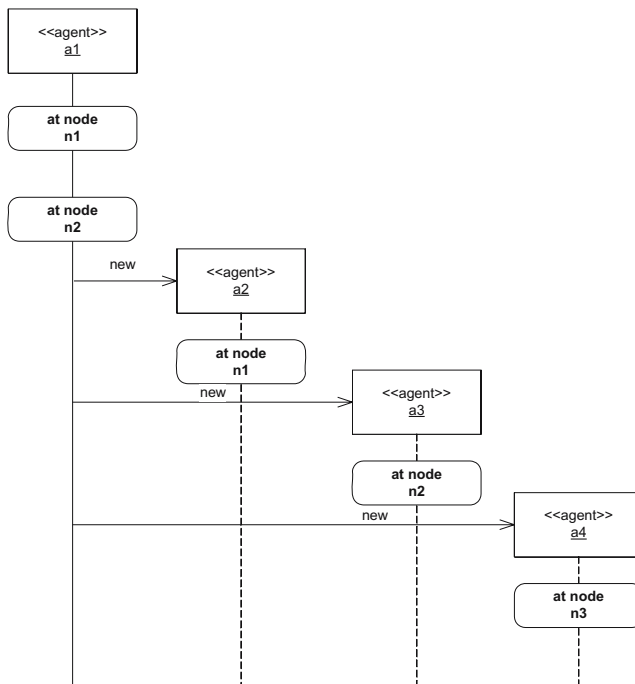 <<agent>>
a1
at node
n1
at node
n2
new
<<agent>>
a2
at node
n1
new
<<agent>>
a3
at node
n2
new
<<agent>>
a4
at node
n3